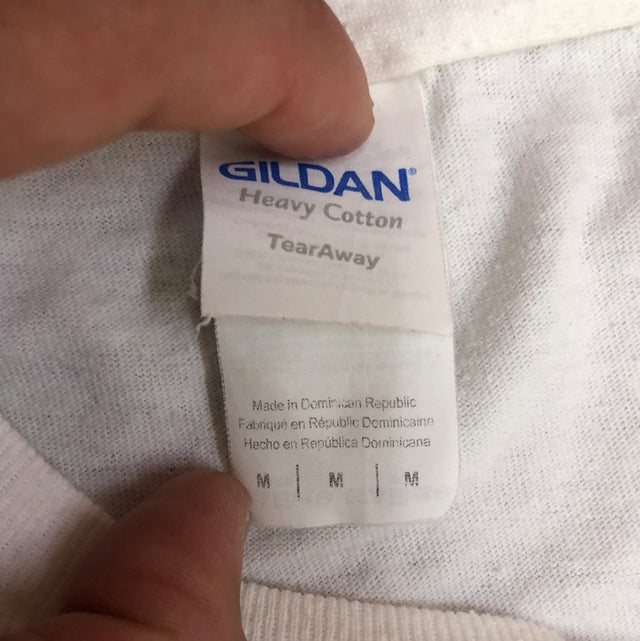 GILDAN®
Heavy Cotton
TearAway
Made in Dominican Republic
Fabriqué en République Dominicaine
Hecho en República Dominicana
M | M | M